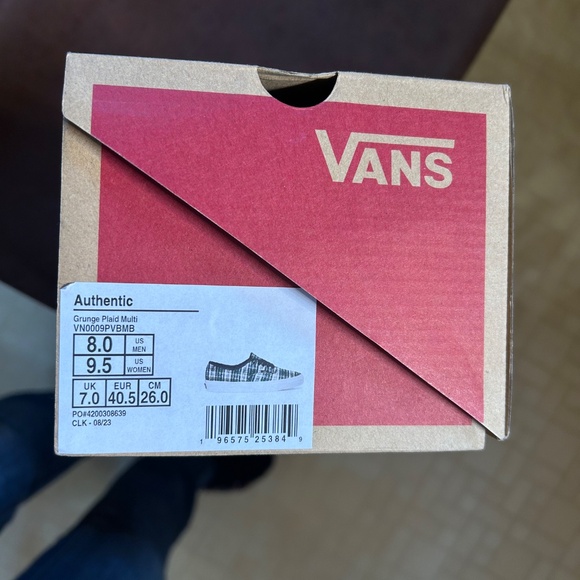 VANS
Authentic
Grunge Plaid Multi
VN0009PVBMB
8.0 US MEN
9.5 US WOMEN
UK EUR CM
7.0 40.5 26.0
PO#4200308639
CLK - 08/23
1 96575 25384 9